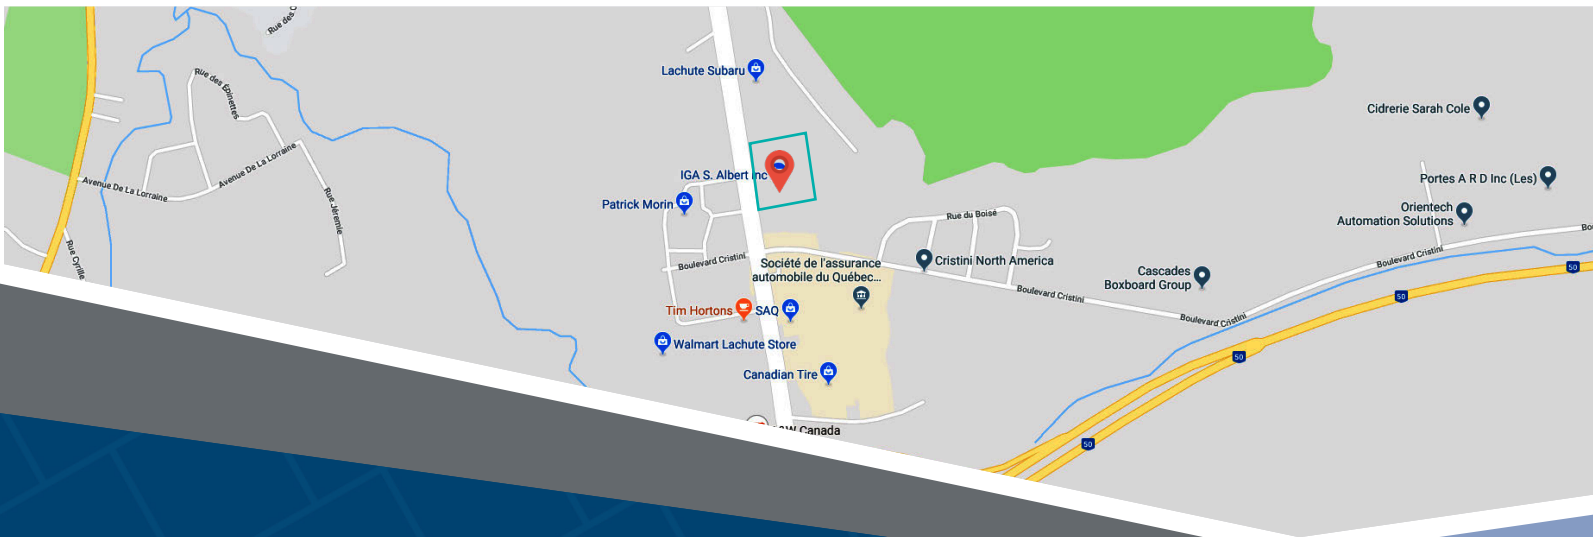 Rue des
Lachute Subaru
Rue des Épinettes
Cidrerie Sarah Cole
Avenue De La Lorraine
IGA S. Albert Inc
Portes A R D Inc (Les)
Avenue De La Lorraine
Rue Jérémie
Patrick Morin
Rue du Boisé
Orientech
Automation Solutions
Rue Cyrille
Boulevard Cristini
Société de l'assurance
automobile du Québec...
Cristini North America
Boulevard Cristini
50
Cascades
Boxboard Group
Boulevard Cristini
50
Tim Hortons
SAQ
Boulevard Cristini
Walmart Lachute Store
50
Canadian Tire
W Canada
50